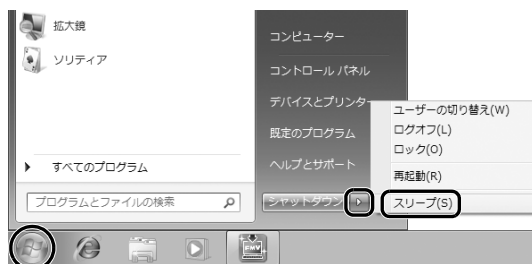 拡大鏡
ソリティア
すべてのプログラム
プログラムとファイルの検索
コンピューター
コントロール パネル
デバイスとプリンター
既定のプログラム
ヘルプとサポート
シャットダウン
ユーザーの切り替え(W)
ログオフ(L)
ロック(O)
再起動(R)
スリープ(S)
FMV